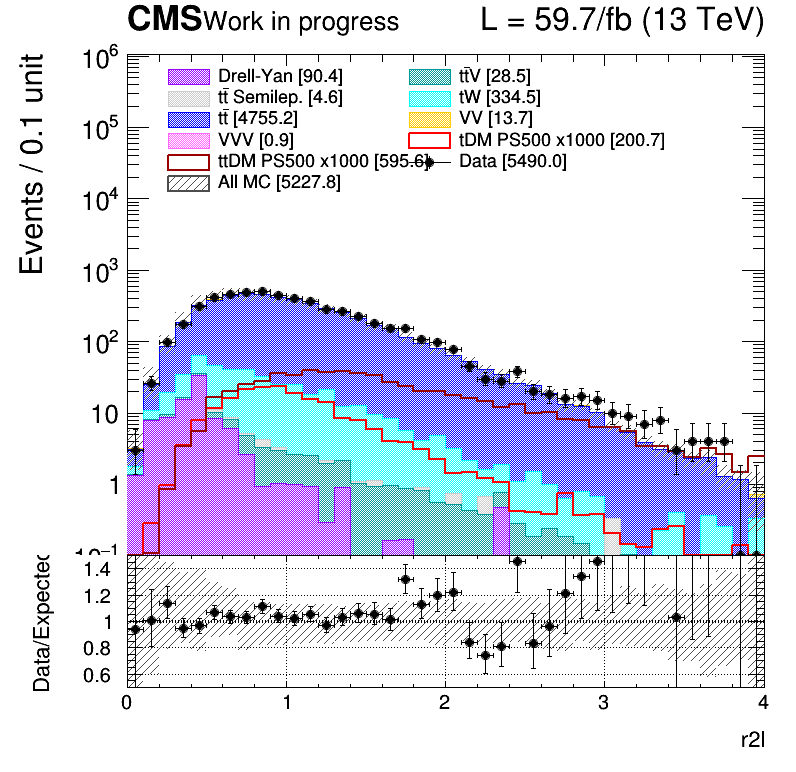 CMS Work in progress L = 59.7/fb (13 TeV)
Events / 0.1 unit
10⁶
10⁵
10⁴
10³
10²
10
1
10⁻¹
Drell-Yan [90.4]
tt̄V [28.5]
tt̄ Semilep. [4.6]
tW [334.5]
tt̄ [4755.2]
VV [13.7]
VVV [0.9]
tDM PS500 x1000 [200.7]
ttDM PS500 x1000 [595.6]
Data [5490.0]
All MC [5227.8]
Data/Expected
1.4
1.2
1
0.8
0.6
0 1 2 3 4
r2l